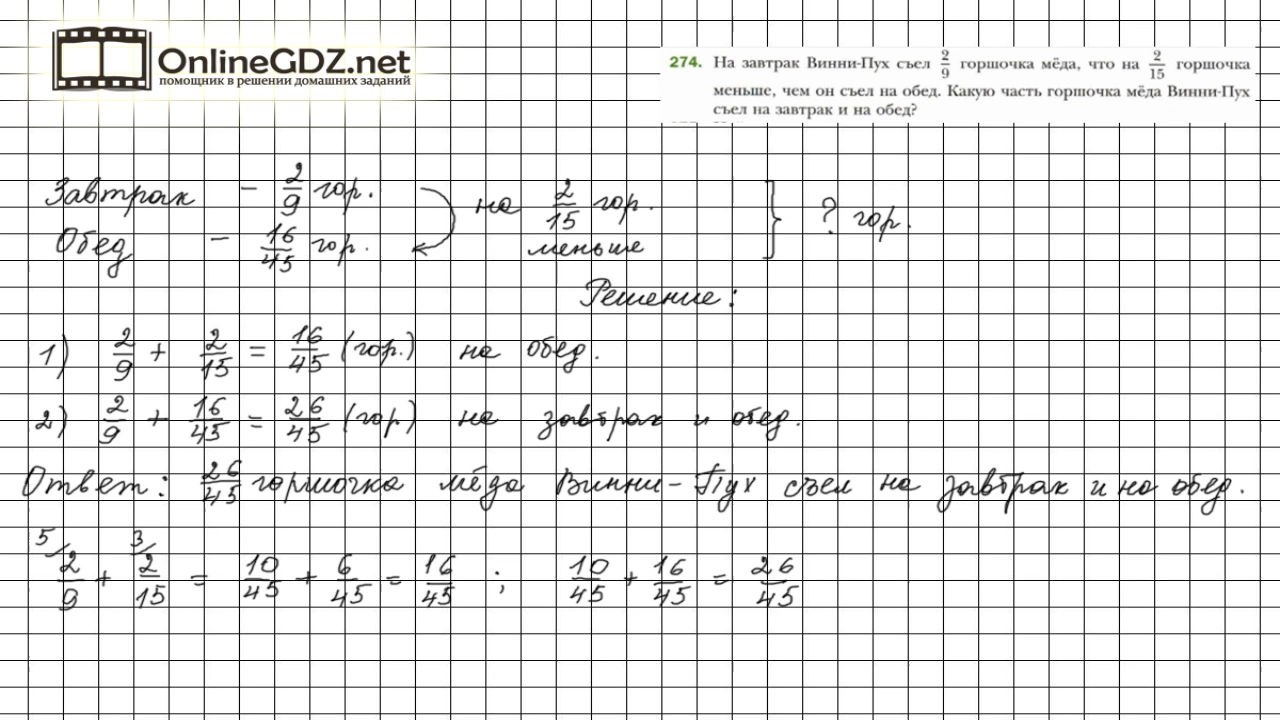 OnlineGDZ.net
помощник в решении домашних заданий
274. На завтрак Винни-Пух съел 2/9 горшочка мёда, что на 2/15 горшочка
меньше, чем он съел на обед. Какую часть горшочка мёда Винни-Пух
съел на завтрак и на обед?
Завтрак – 2/9 гор. на 2/15 гор. } ? гор.
Обед – 16/45 гор. меньше
Решение:
1) 2/9 + 2/15 = 16/45 (гор.) на обед.
2) 2/9 + 16/45 = 26/45 (гор) на завтрак и обед.
Ответ: 26/45 горшочка мёда Винни-Пух съел на завтрак и на обед.
5/ 2/9 + 3/ 2/15 = 10/45 + 6/45 = 16/45 ; 10/45 + 16/45 = 26/45